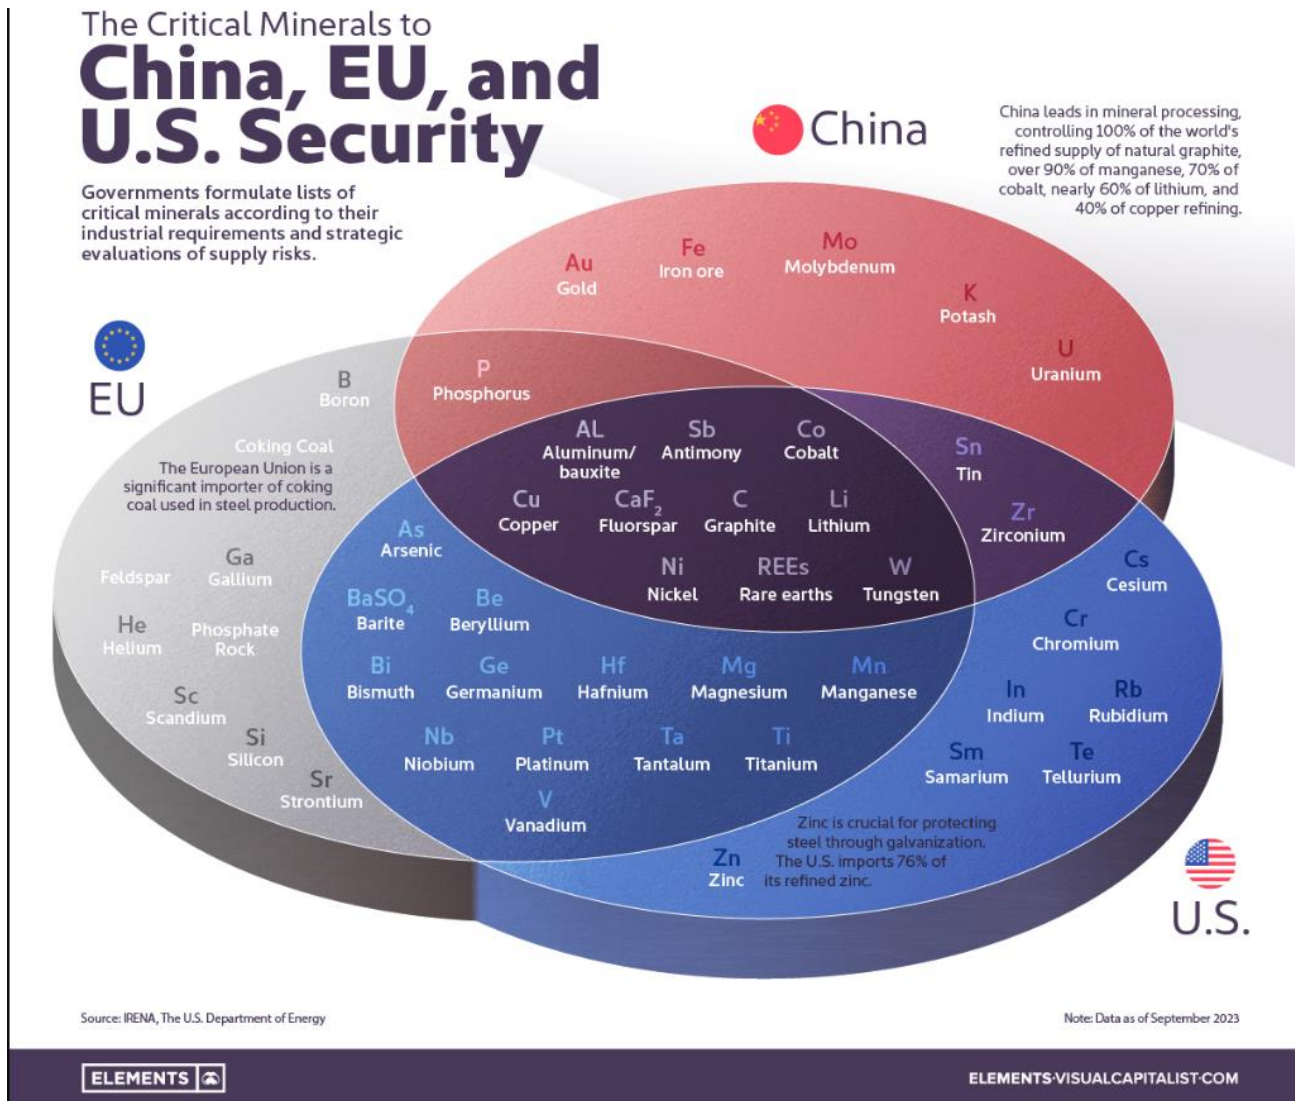 The Critical Minerals to
China, EU, and
U.S. Security
Governments formulate lists of
critical minerals according to their
industrial requirements and strategic
evaluations of supply risks.
China
China leads in mineral processing,
controlling 100% of the world's
refined supply of natural graphite,
over 90% of manganese, 70% of
cobalt, nearly 60% of lithium, and
40% of copper refining.
Au
Gold
Fe
Iron ore
Mo
Molybdenum
K
Potash
U
Uranium
EU
B
Boron
P
Phosphorus
Coking Coal
The European Union is a
significant importer of coking
coal used in steel production.
AL
Aluminum/
bauxite
Sb
Antimony
Co
Cobalt
Sn
Tin
Cu
Copper
CaF₂
Fluorspar
C
Graphite
Li
Lithium
Zr
Zirconium
As
Arsenic
Ni
Nickel
REEs
Rare earths
W
Tungsten
Cs
Cesium
Feldspar
Ga
Gallium
BaSO₄
Barite
Be
Beryllium
He
Helium
Phosphate
Rock
Cr
Chromium
Bi
Bismuth
Ge
Germanium
Hf
Hafnium
Mg
Magnesium
Mn
Manganese
In
Indium
Rb
Rubidium
Sc
Scandium
Si
Silicon
Sr
Strontium
Nb
Niobium
Pt
Platinum
Ta
Tantalum
Ti
Titanium
Sm
Samarium
Te
Tellurium
V
Vanadium
Zn
Zinc
Zinc is crucial for protecting
steel through galvanization.
The U.S. imports 76% of
its refined zinc.
U.S.
Source: IRENA, The U.S. Department of Energy
Note: Data as of September 2023
ELEMENTS
ELEMENTS·VISUALCAPITALIST·COM